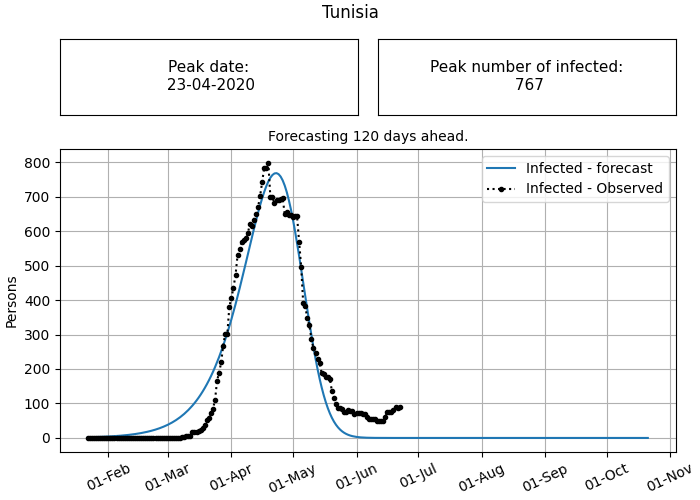 Tunisia
Peak date:
23-04-2020
Peak number of infected:
767
Forecasting 120 days ahead.
Infected - forecast
Infected - Observed
Persons
800
700
600
500
400
300
200
100
0
01-Feb
01-Mar
01-Apr
01-May
01-Jun
01-Jul
01-Aug
01-Sep
01-Oct
01-Nov